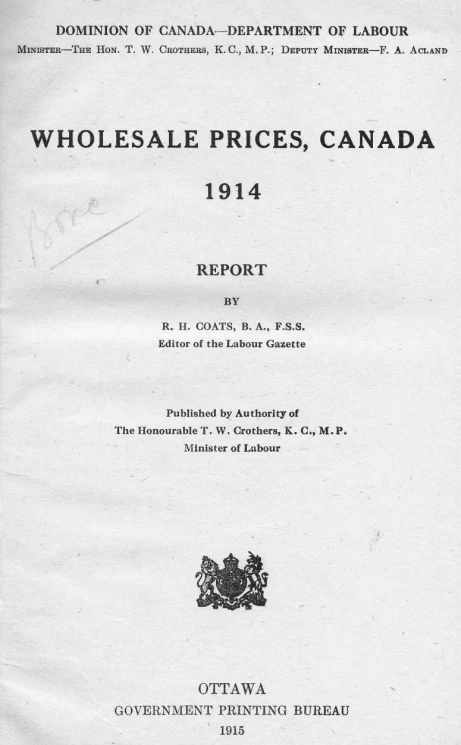 DOMINION OF CANADA—DEPARTMENT OF LABOUR
MINISTER—THE HON. T. W. CROTHERS, K.C., M.P.; DEPUTY MINISTER—F. A. ACLAND
WHOLESALE PRICES, CANADA
1914
REPORT
BY
R. H. COATS, B. A., F.S.S.
Editor of the Labour Gazette
Published by Authority of
The Honourable T. W. Crothers, K. C., M.P.
Minister of Labour
OTTAWA
GOVERNMENT PRINTING BUREAU
1915